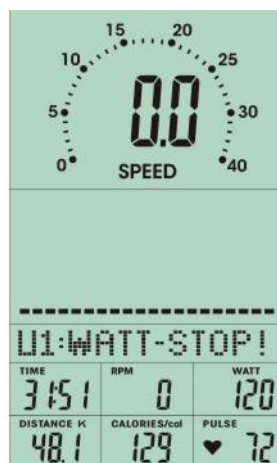 15 20
10 25
0.0
5 30
0 SPEED 40
U1:WATT-STOP!
TIME RPM WATT
31:51 0 120
DISTANCE K CALORIES/cal PULSE
48.1 129 72